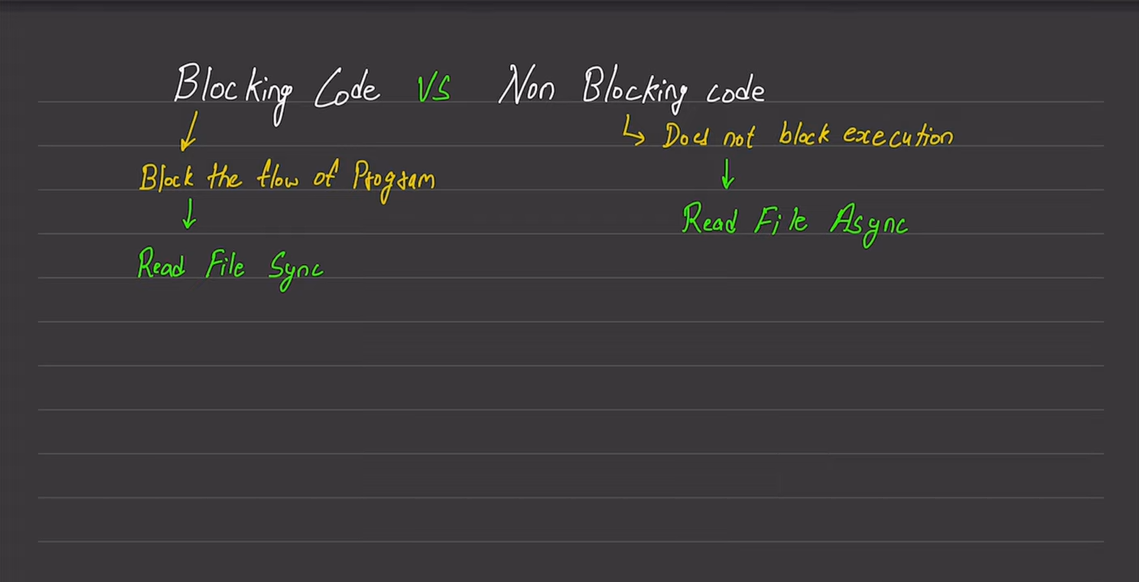 Blocking Code VS Non Blocking code
↳ Does not block execution
Block the flow of Program
Read File Async
Read File Sync